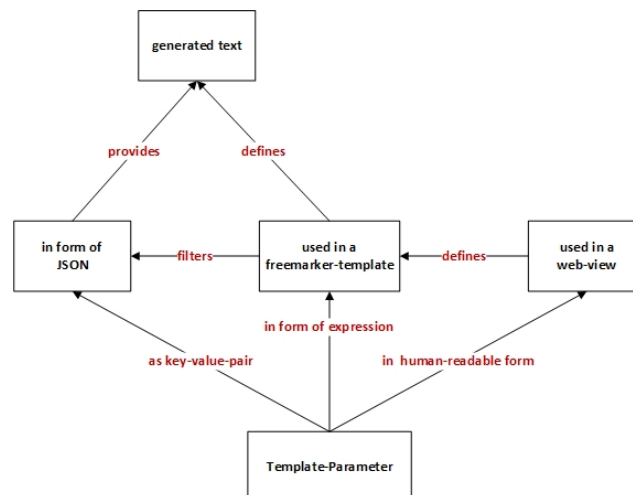 generated text
provides
defines
in form of
JSON
filters
used in a
freemarker-template
defines
used in a
web-view
in form of expression
as key-value-pair
in human-readable form
Template-Parameter